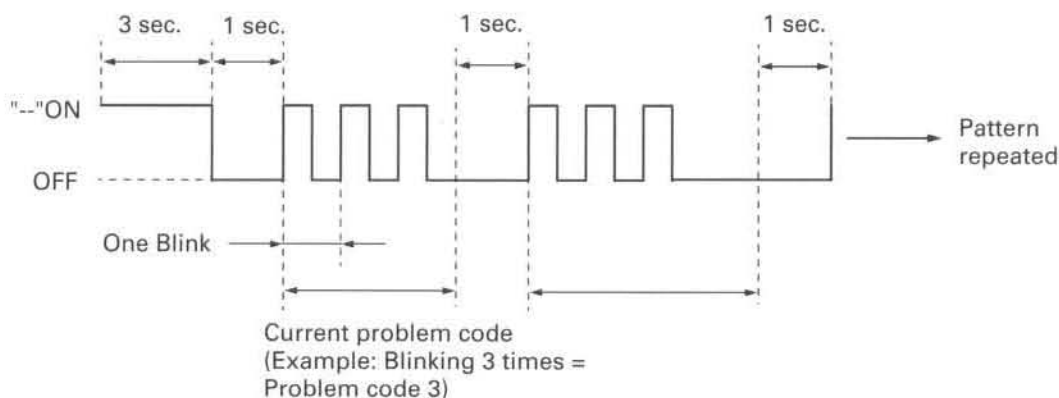 3 sec.
1 sec.
1 sec.
1 sec.
"--"ON
OFF
Pattern
repeated
One Blink
Current problem code
(Example: Blinking 3 times =
Problem code 3)